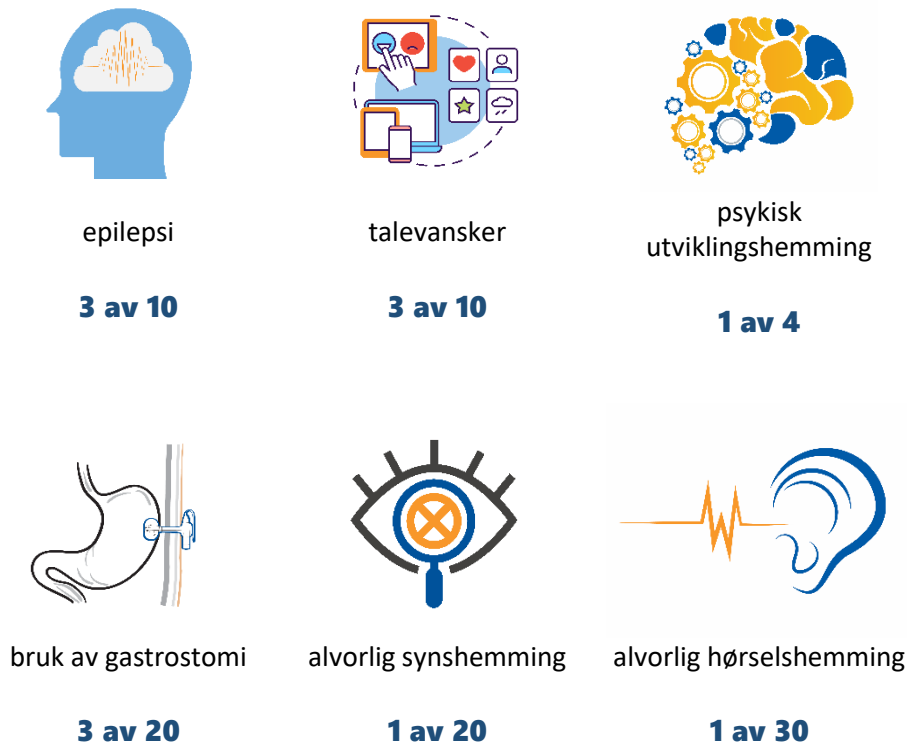 epilepsi
3 av 10
talevansker
3 av 10
psykisk
utviklingshemming
1 av 4
bruk av gastrostomi
3 av 20
alvorlig synshemming
1 av 20
alvorlig hørselshemming
1 av 30